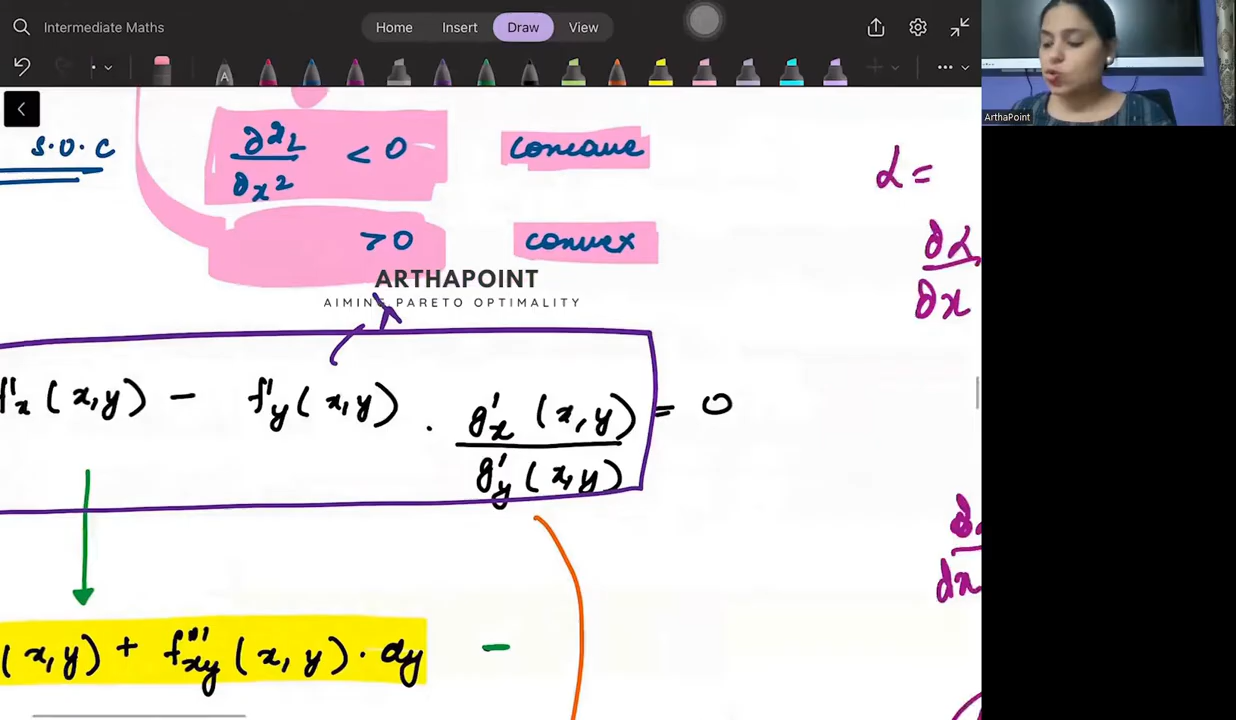 Intermediate Maths
Home Insert Draw View
A
ArthaPoint
S.O.C
∂²L
∂x² < 0 concave
> 0 convex
ARTHAPOINT
AIMING PARETO OPTIMALITY
λ
f'x (x,y) - f'y (x,y) . g'x (x,y) = 0
g'y (x,y)
(x,y) + f''xy (x,y) . dy -
L =
∂L
∂x
dx